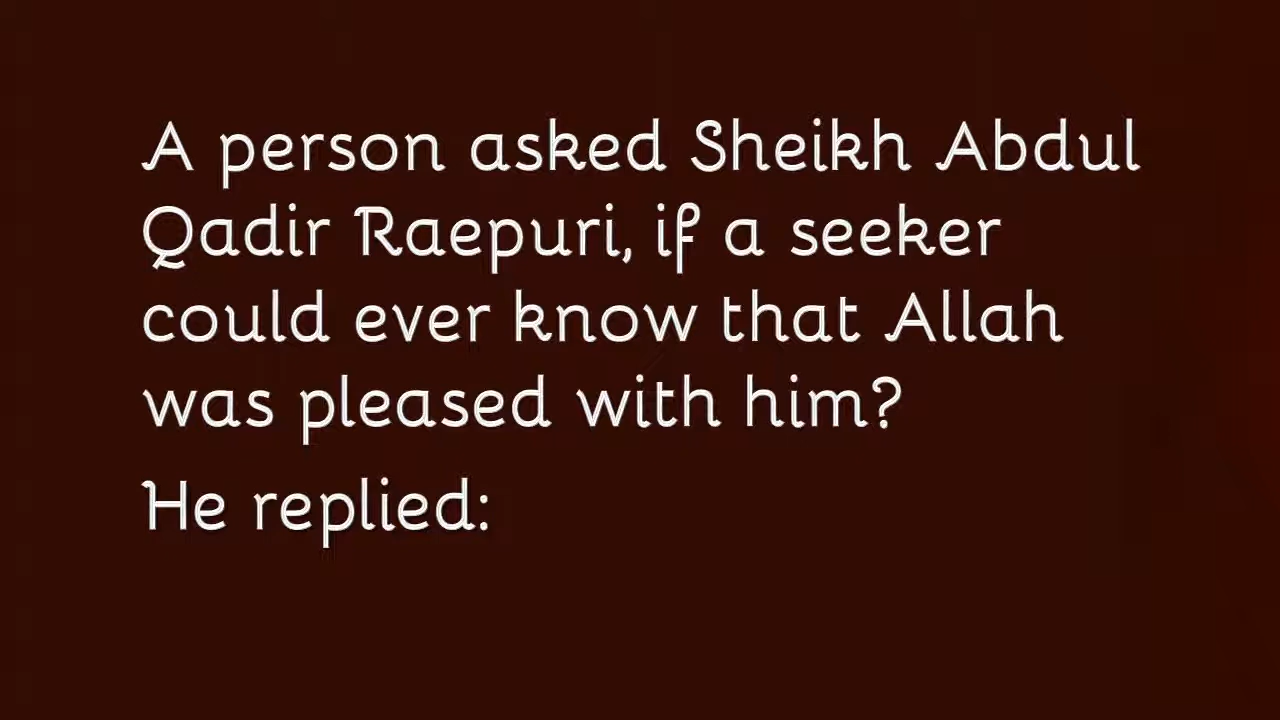 A person asked Sheikh Abdul
Qadir Raepuri, if a seeker
could ever know that Allah
was pleased with him?
He replied: